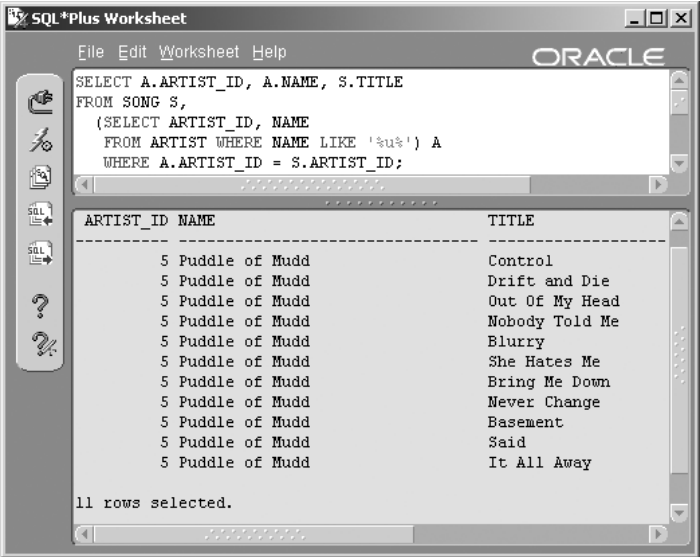 SQL*Plus Worksheet
File Edit Worksheet Help
ORACLE
SELECT A.ARTIST_ID, A.NAME, S.TITLE
FROM SONG S,
(SELECT ARTIST_ID, NAME
FROM ARTIST WHERE NAME LIKE '%u%') A
WHERE A.ARTIST_ID = S.ARTIST_ID;
SQL
SQL
ARTIST_ID NAME TITLE
---------- ------------------------------ ------------------
5 Puddle of Mudd Control
5 Puddle of Mudd Drift and Die
5 Puddle of Mudd Out Of My Head
5 Puddle of Mudd Nobody Told Me
5 Puddle of Mudd Blurry
5 Puddle of Mudd She Hates Me
5 Puddle of Mudd Bring Me Down
5 Puddle of Mudd Never Change
5 Puddle of Mudd Basement
5 Puddle of Mudd Said
5 Puddle of Mudd It All Away
11 rows selected.